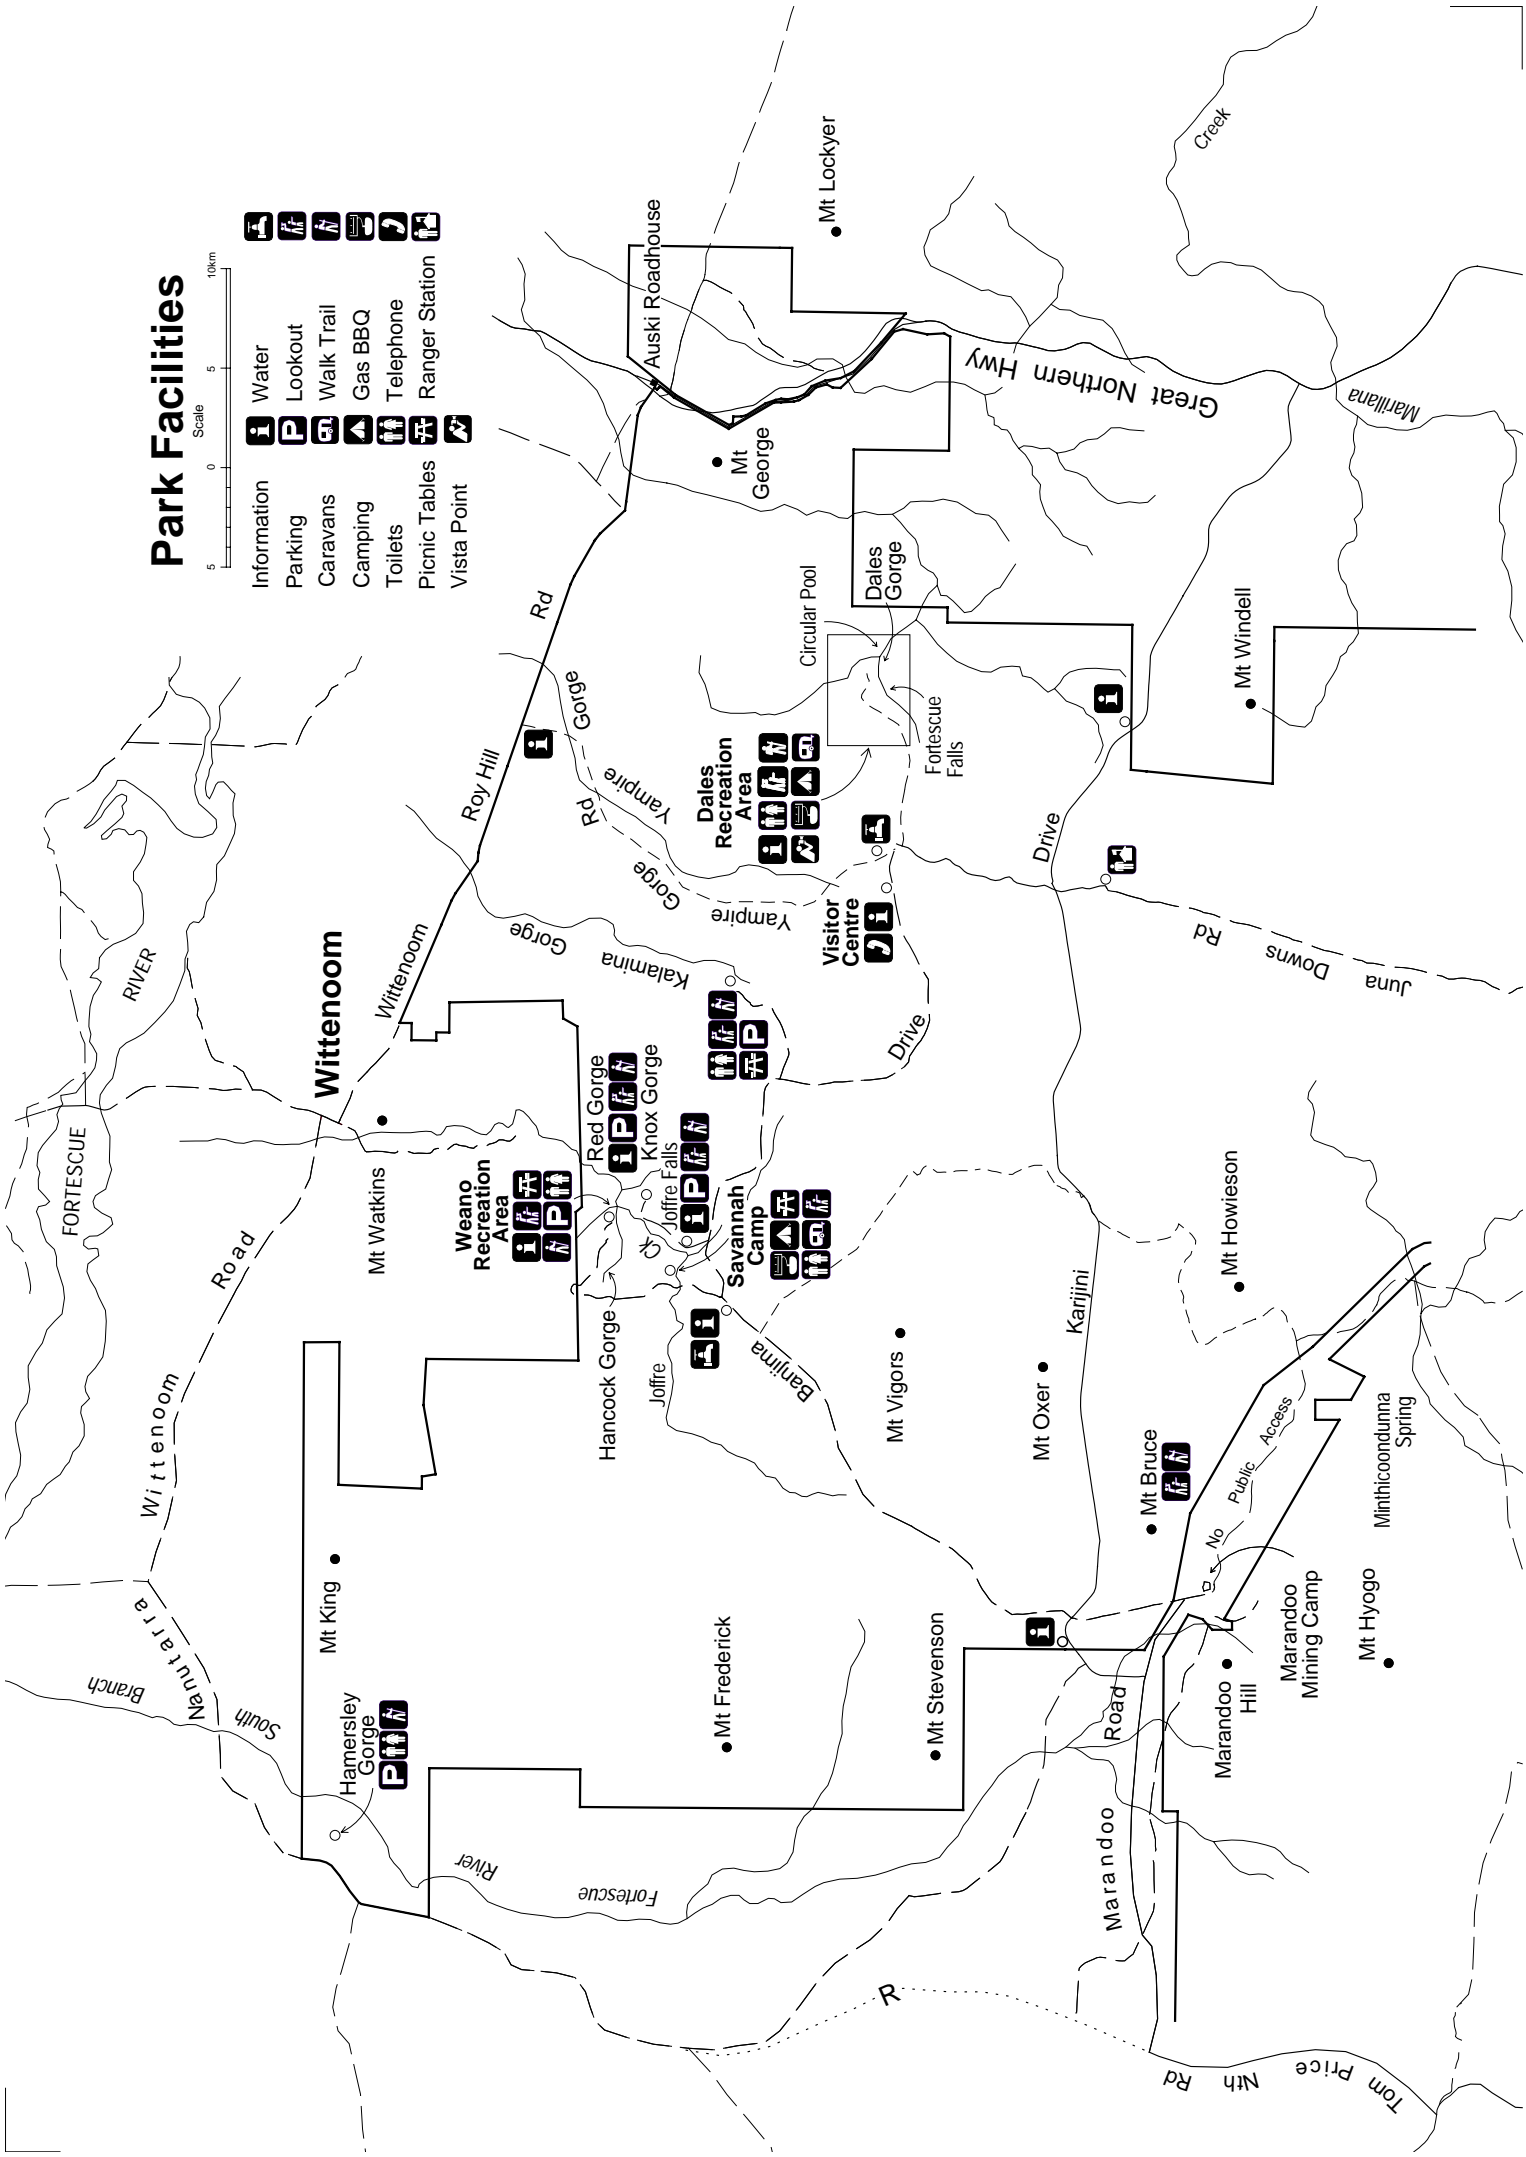 Park Facilities
Scale
5
0
5
10km
Information
Water
Parking
Lookout
Caravans
Walk Trail
Camping
Gas BBQ
Toilets
Telephone
Picnic Tables
Ranger Station
Vista Point
Creek
Mt Lockyer
Auski Roadhouse
Great Northern Hwy
Marillana
Mt
George
Roy Hill
Rd
Yampire
Gorge
Yampire
Gorge
Rd
Circular Pool
Dales
Gorge
Fortescue
Falls
Dales
Recreation
Area
Mt Windell
Drive
Visitor
Centre
Juna
Downs
Rd
Drive
Kalamina
Gorge
Wittenoom
Wittenoom
FORTESCUE
RIVER
Mt Watkins
Weano
Recreation
Area
Red Gorge
Knox Gorge
Joffre Falls
Savannah
Camp
Hancock Gorge
Joffre
Ck
Banjima
Mt Vigors
Mt Oxer
Karijini
Mt Howieson
Mt Bruce
No
Public
Access
Minthicoondunna
Spring
Marandoo
Mining Camp
Mt Hyogo
Marandoo
Hill
Wittenoom
Road
Nanutarra
South
Branch
Mt King
Hamersley
Gorge
Mt Frederick
Mt Stevenson
Fortescue
River
Marandoo
Road
R
Tom Price
Nth
Rd
P
P
P
P
P
P